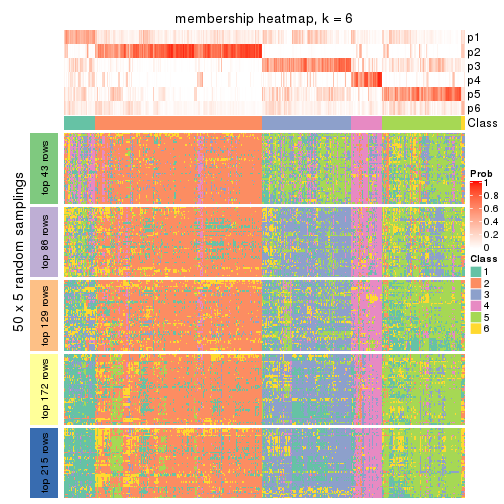 membership heatmap, k = 6
p1
p2
p3
p4
p5
p6
Class
50 x 5 random samplings
top 43 rows
top 86 rows
top 129 rows
top 172 rows
top 215 rows
Prob
1
0.8
0.6
0.4
0.2
0
Class
1
2
3
4
5
6